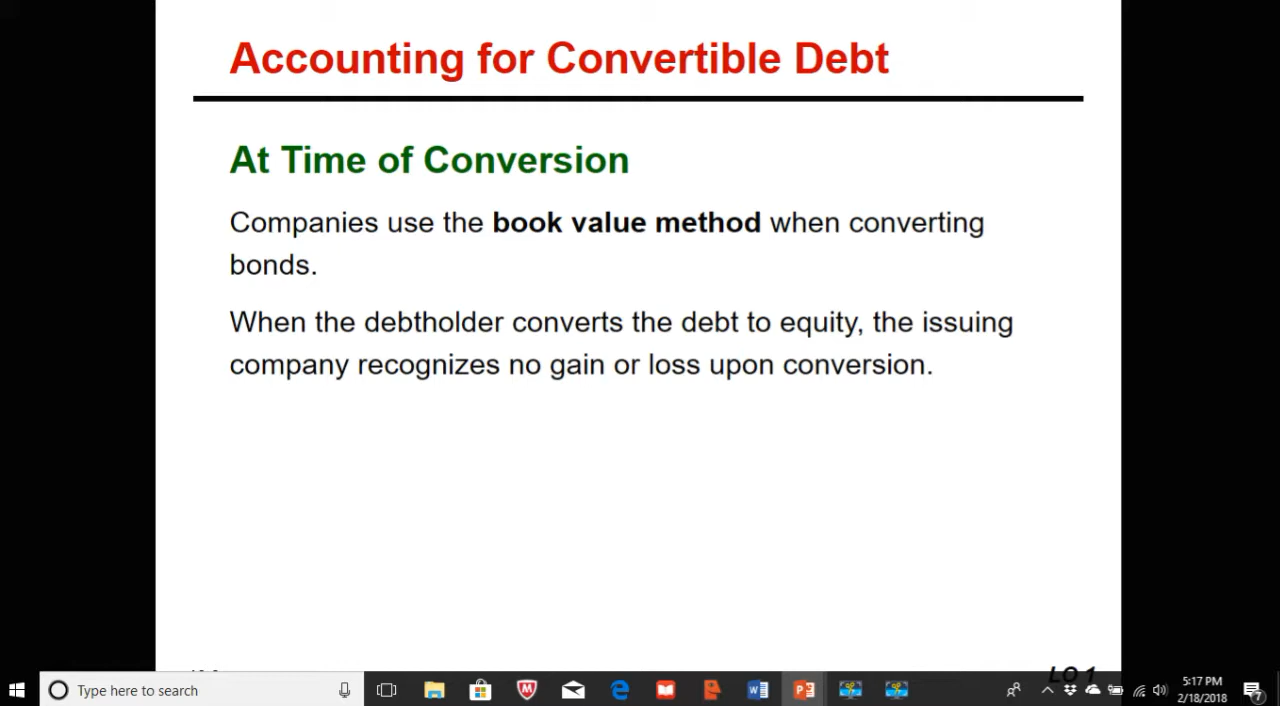 Accounting for Convertible Debt
At Time of Conversion
Companies use the book value method when converting
bonds.
When the debtholder converts the debt to equity, the issuing
company recognizes no gain or loss upon conversion.
LO 1
Type here to search
5:17 PM
2/18/2018
7